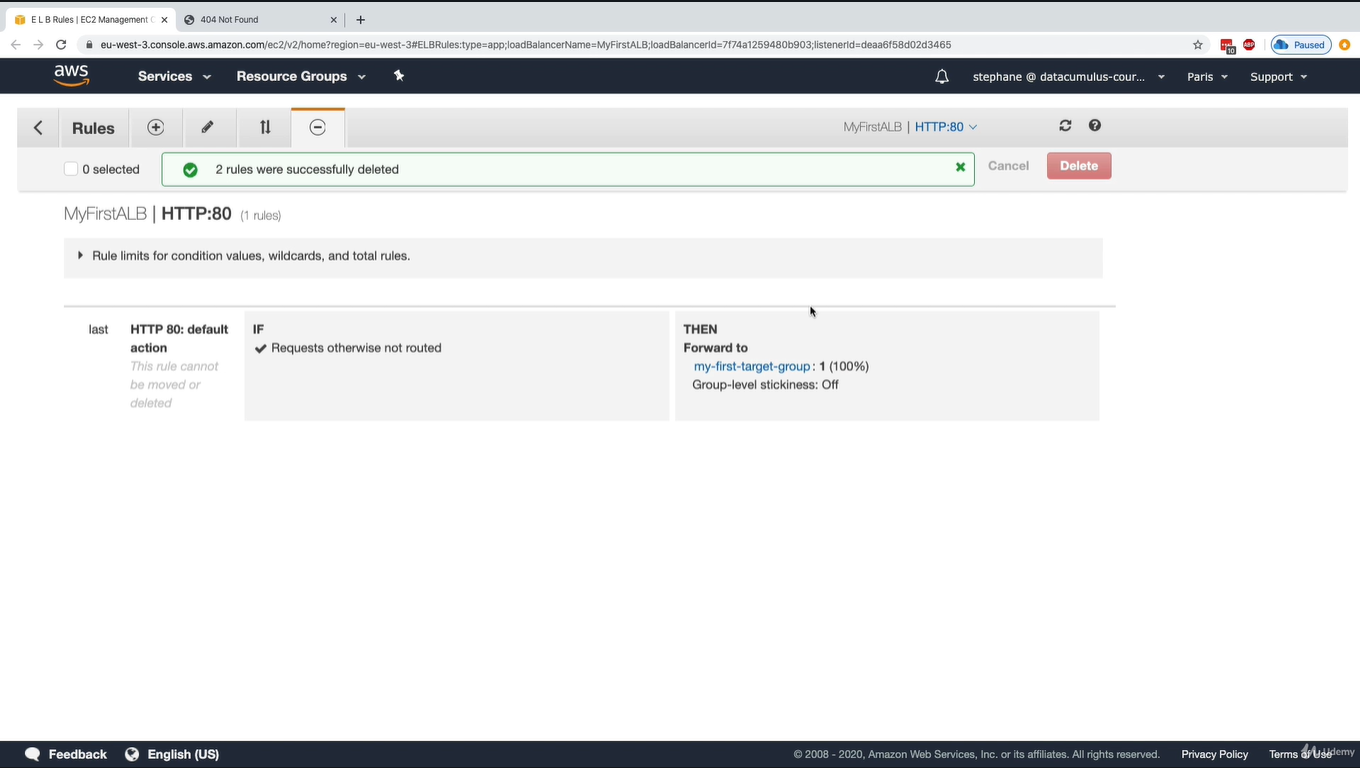 E L B Rules | EC2 Management C
404 Not Found
eu-west-3.console.aws.amazon.com/ec2/v2/home?region=eu-west-3#ELBRules:type=app;loadBalancerName=MyFirstALB;loadBalancerId=7f74a1259480b903;listenerId=deaa6f58d02d3465
10
ABP
Paused
aws
Services
Resource Groups
stephane @ datacumulus-cour...
Paris
Support
Rules
MyFirstALB | HTTP:80
0 selected
2 rules were successfully deleted
Cancel
Delete
MyFirstALB | HTTP:80 (1 rules)
Rule limits for condition values, wildcards, and total rules.
last
HTTP 80: default
action
This rule cannot
be moved or
deleted
IF
Requests otherwise not routed
THEN
Forward to
my-first-target-group : 1 (100%)
Group-level stickiness: Off
Feedback
English (US)
© 2008 - 2020, Amazon Web Services, Inc. or its affiliates. All rights reserved.
Privacy Policy
Terms of Use
Udemy